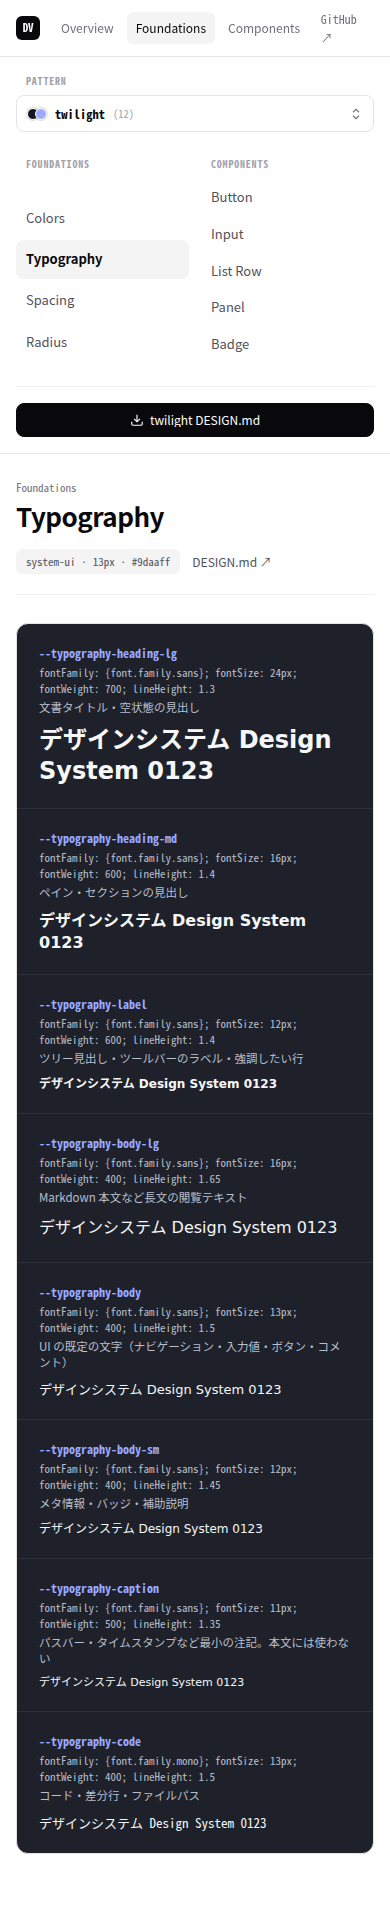 DV
Overview
Foundations
Components
GitHub
↗
PATTERN
twilight (12)
FOUNDATIONS
Colors
Typography
Spacing
Radius
COMPONENTS
Button
Input
List Row
Panel
Badge
twilight DESIGN.md
Foundations
Typography
system-ui · 13px · #9daaff
DESIGN.md ↗
--typography-heading-lg
fontFamily: {font.family.sans}; fontSize: 24px;
fontWeight: 700; lineHeight: 1.3
文書タイトル・空状態の見出し
デザインシステム Design
System 0123
--typography-heading-md
fontFamily: {font.family.sans}; fontSize: 16px;
fontWeight: 600; lineHeight: 1.4
ペイン・セクションの見出し
デザインシステム Design System
0123
--typography-label
fontFamily: {font.family.sans}; fontSize: 12px;
fontWeight: 600; lineHeight: 1.4
ツリー見出し・ツールバーのラベル・強調したい行
デザインシステム Design System 0123
--typography-body-lg
fontFamily: {font.family.sans}; fontSize: 16px;
fontWeight: 400; lineHeight: 1.65
Markdown 本文など長文の閲覧テキスト
デザインシステム Design System 0123
--typography-body
fontFamily: {font.family.sans}; fontSize: 13px;
fontWeight: 400; lineHeight: 1.5
UI の既定の文字（ナビゲーション・入力値・ボタン・コメ
ント）
デザインシステム Design System 0123
--typography-body-sm
fontFamily: {font.family.sans}; fontSize: 12px;
fontWeight: 400; lineHeight: 1.45
メタ情報・バッジ・補助説明
デザインシステム Design System 0123
--typography-caption
fontFamily: {font.family.sans}; fontSize: 11px;
fontWeight: 500; lineHeight: 1.35
パスバー・タイムスタンプなど最小の注記。本文には使わな
い
デザインシステム Design System 0123
--typography-code
fontFamily: {font.family.mono}; fontSize: 13px;
fontWeight: 400; lineHeight: 1.5
コード・差分行・ファイルパス
デザインシステム Design System 0123